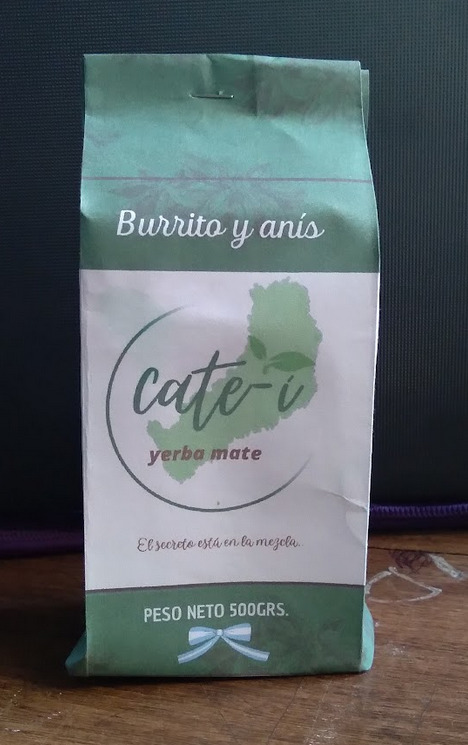 Burrito y anís
cate-i
yerba mate
El secreto está en la mezcla...
PESO NETO 500GRS.